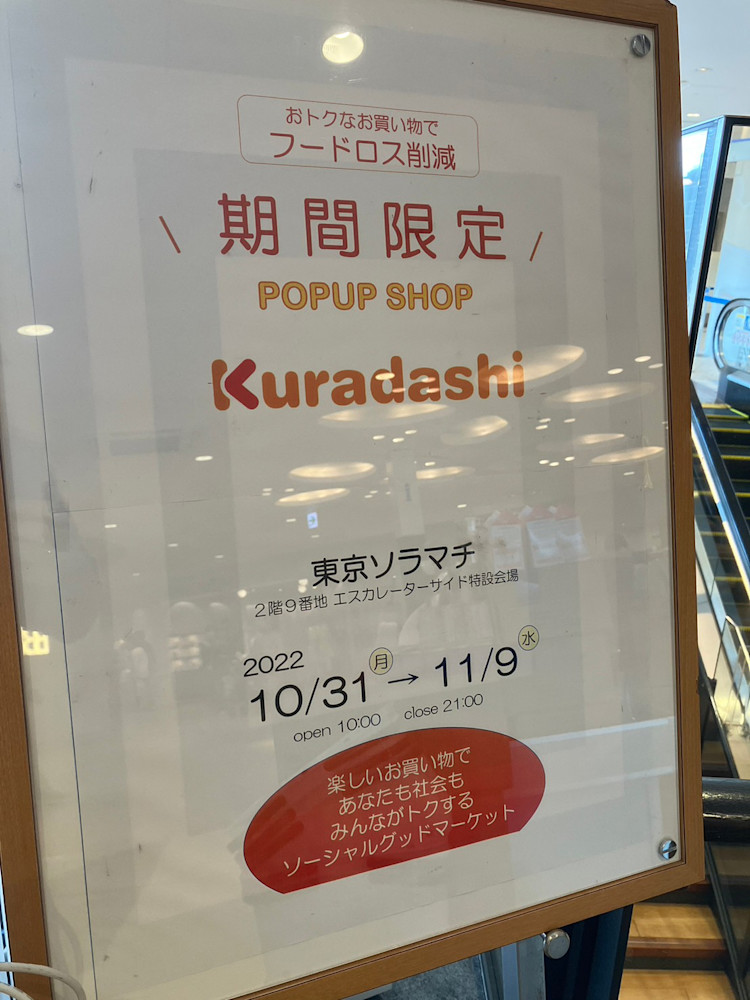 おトクなお買い物で
フードロス削減
\ 期間限定 /
POPUP SHOP
Kuradashi
東京ソラマチ
2階9番地 エスカレーターサイド特設会場
2022
10/31 月 → 11/9 水
open 10:00 close 21:00
楽しいお買い物で
あなたも社会も
みんながトクする
ソーシャルグッドマーケット